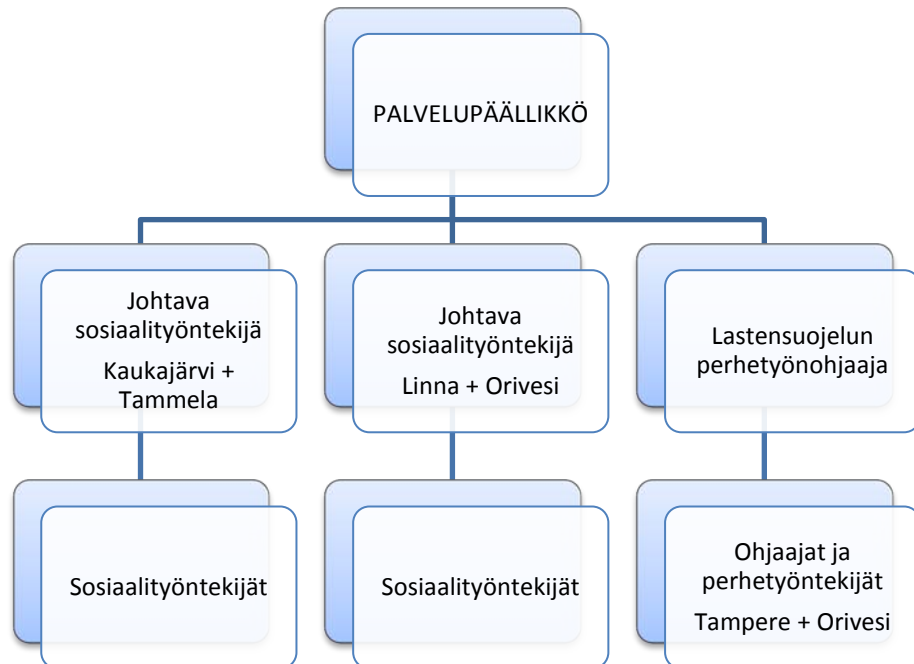 PALVELUPÄÄLLIKKÖ
Johtava
sosiaalityöntekijä
Kaukajärvi +
Tammela
Johtava
sosiaalityöntekijä
Linna + Orivesi
Lastensuojelun
perhetyönohjaaja
Sosiaalityöntekijät
Sosiaalityöntekijät
Ohjaajat ja
perhetyöntekijät
Tampere + Orivesi